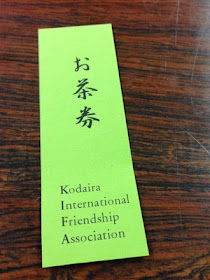 お茶券
Kodaira
International
Friendship
Association